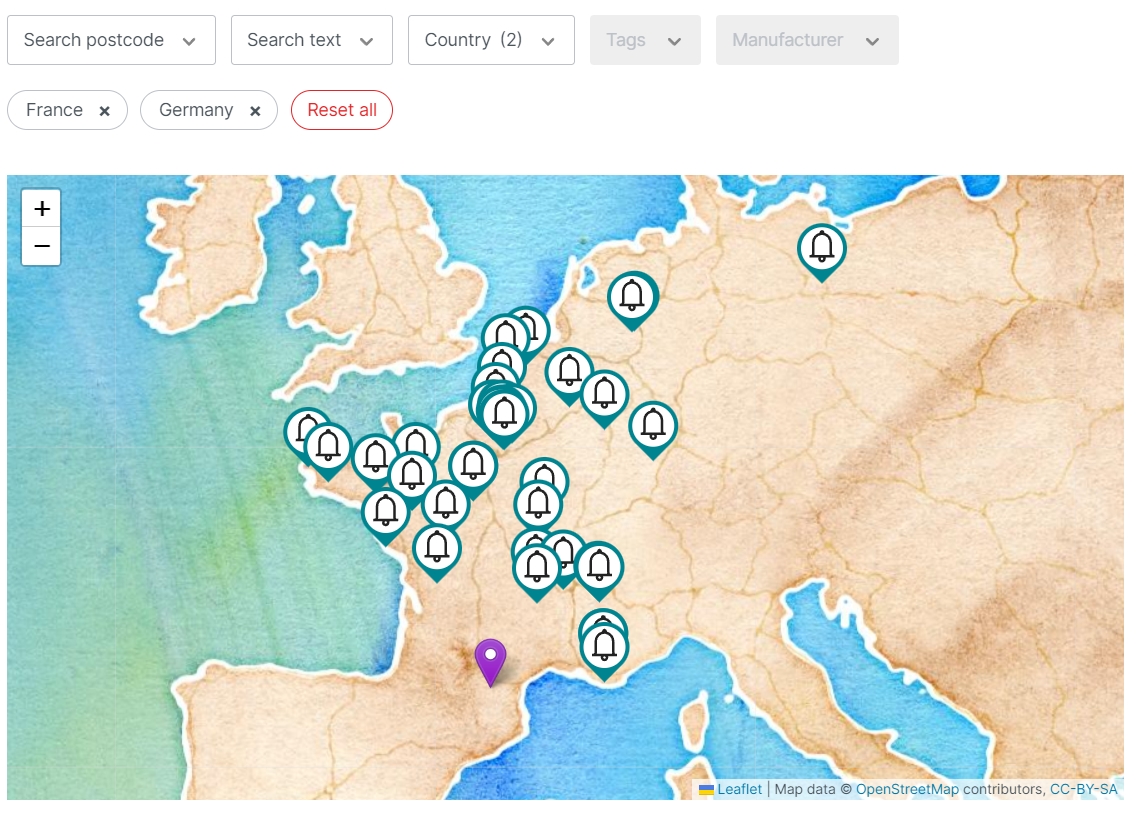 Search postcode
Search text
Country (2)
Tags
Manufacturer
France ×
Germany ×
Reset all
+
−
Leaflet | Map data © OpenStreetMap contributors, CC-BY-SA